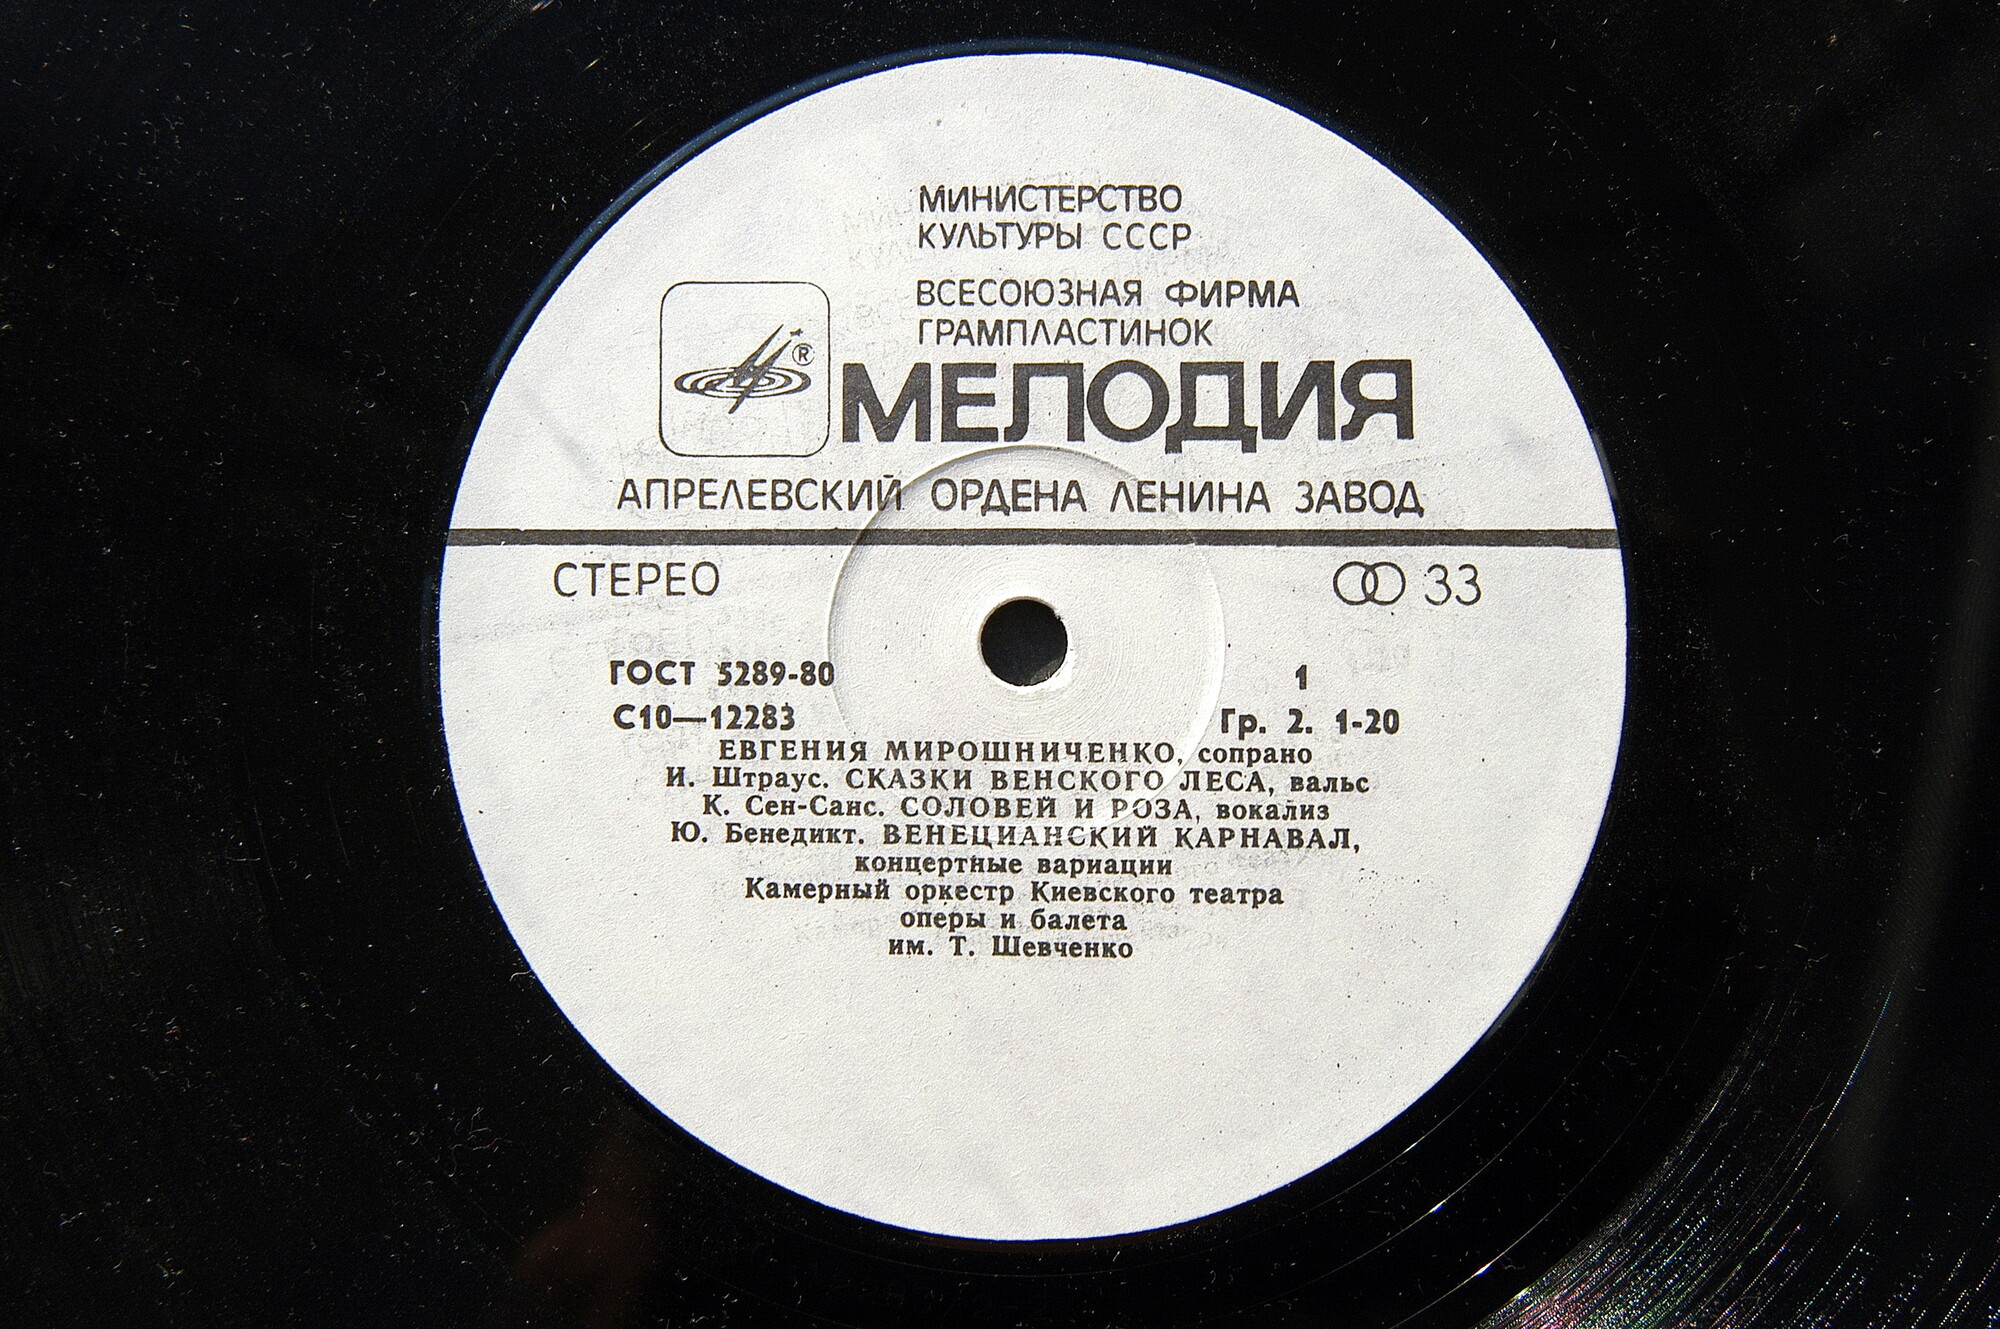 МИНИСТЕРСТВО
КУЛЬТУРЫ СССР
ВСЕСОЮЗНАЯ ФИРМА
ГРАМПЛАСТИНОК
®
МЕЛОДИЯ
АПРЕЛЕВСКИЙ ОРДЕНА ЛЕНИНА ЗАВОД
СТЕРЕО 33
ГОСТ 5289-80 1
С10—12283 Гр. 2. 1-20
ЕВГЕНИЯ МИРОШНИЧЕНКО, сопрано
И. Штраус. СКАЗКИ ВЕНСКОГО ЛЕСА, вальс
К. Сен-Санс. СОЛОВЕЙ И РОЗА, вокализ
Ю. Бенедикт. ВЕНЕЦИАНСКИЙ КАРНАВАЛ,
концертные вариации
Камерный оркестр Киевского театра
оперы и балета
им. Т. Шевченко